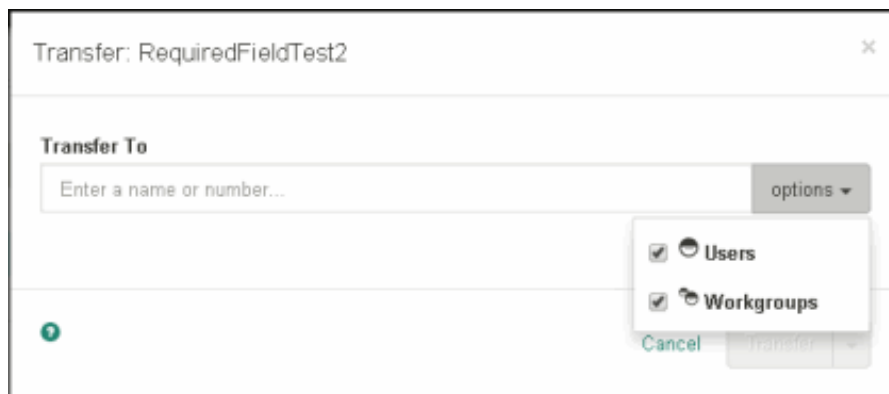 Transfer: RequiredFieldTest2 ×
Transfer To
Enter a name or number... options
Users
Workgroups
? Cancel Transfer